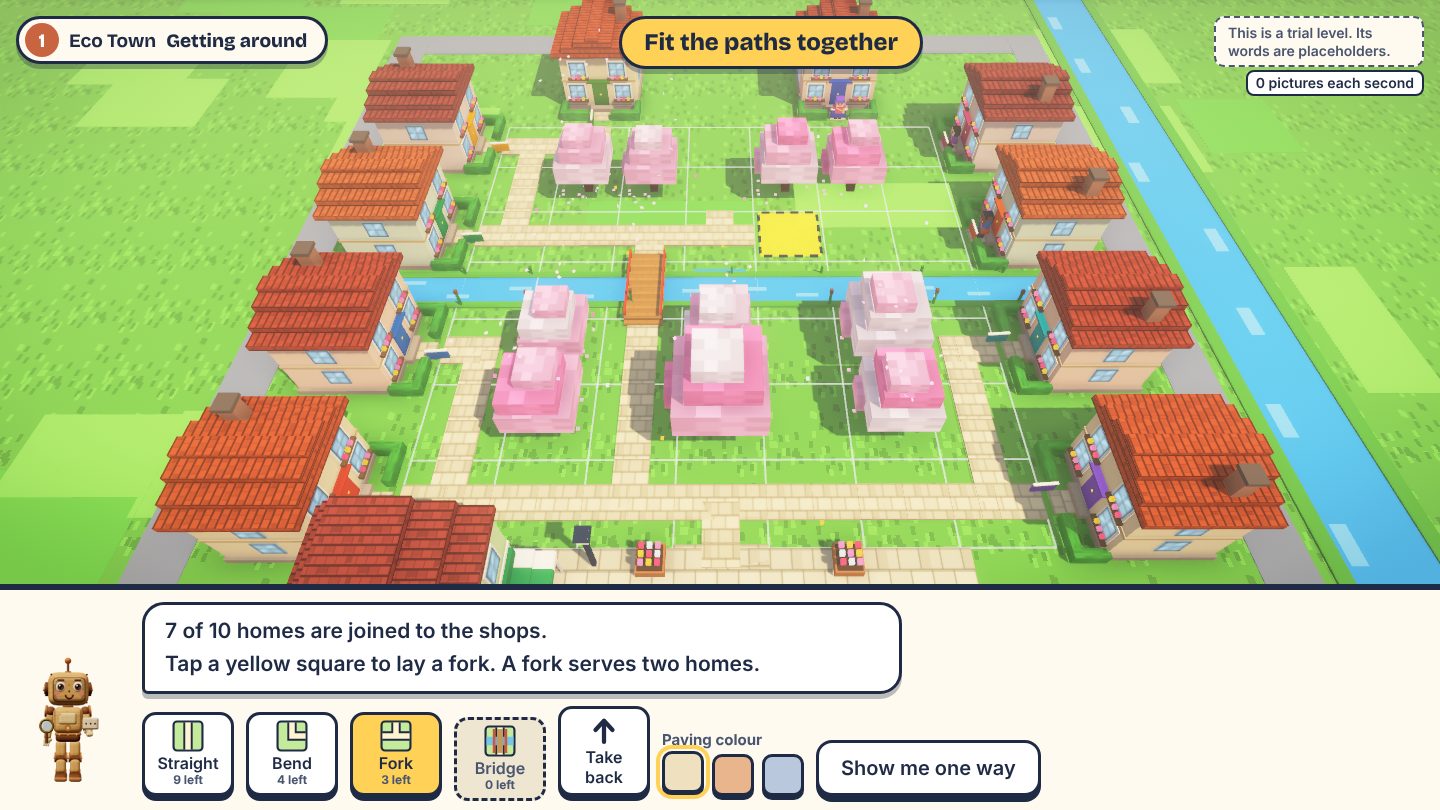 1 Eco Town Getting around
Fit the paths together
This is a trial level. Its
words are placeholders.
0 pictures each second
7 of 10 homes are joined to the shops.
Tap a yellow square to lay a fork. A fork serves two homes.
Straight
9 left
Bend
4 left
Fork
3 left
Bridge
0 left
Take
back
Paving colour
Show me one way